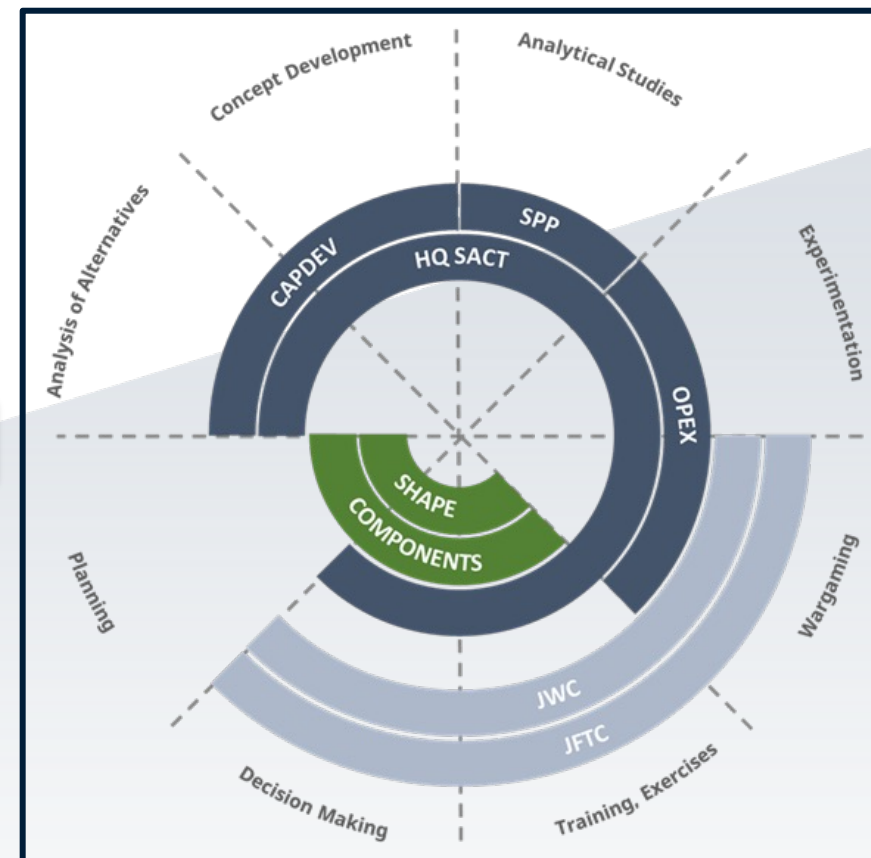 Concept Development
Analytical Studies
Analysis of Alternatives
Experimentation
CAPDEV
SPP
HQ SACT
OPEX
SHAPE
COMPONENTS
Planning
Wargaming
JWC
JFTC
Decision Making
Training, Exercises